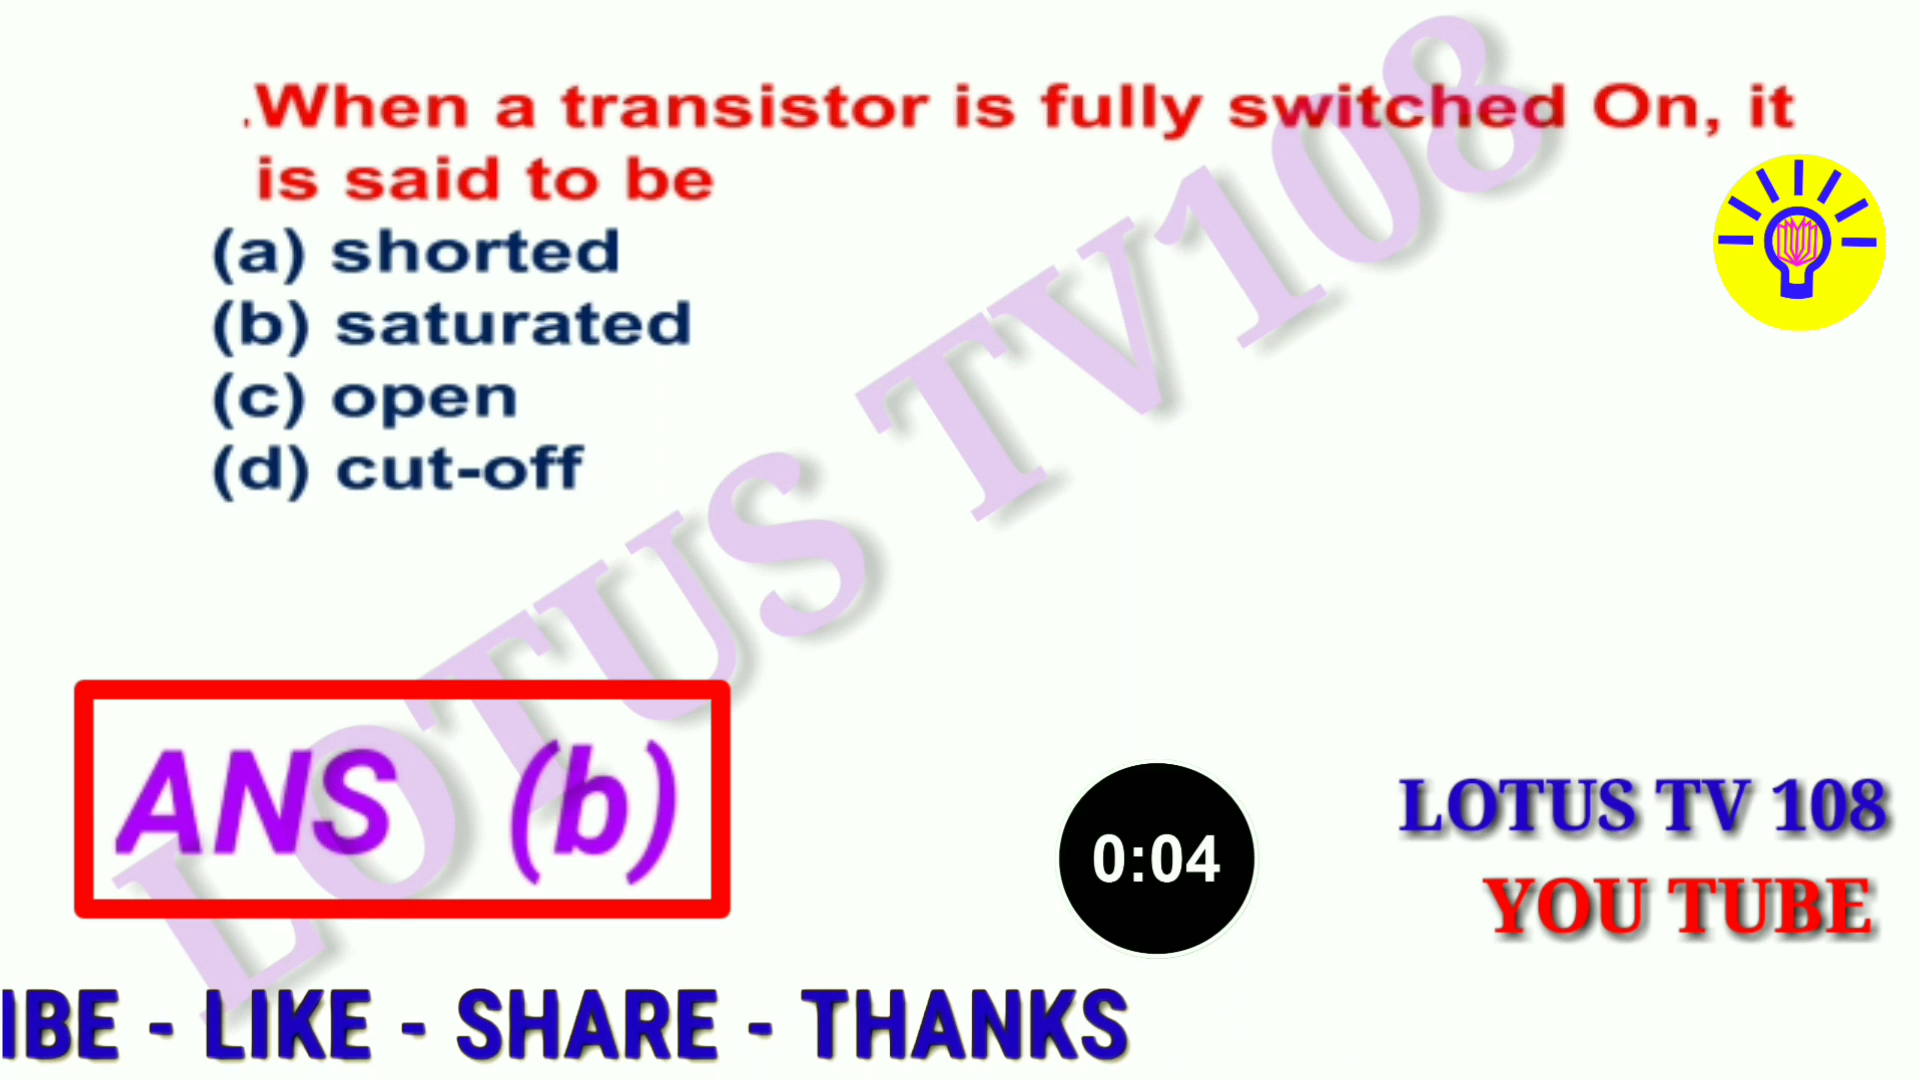 .When a transistor is fully switched On, it
is said to be
(a) shorted
(b) saturated
(c) open
(d) cut-off
LOTUS TV108
ANS (b)
0:04
LOTUS TV 108
YOU TUBE
IBE - LIKE - SHARE - THANKS